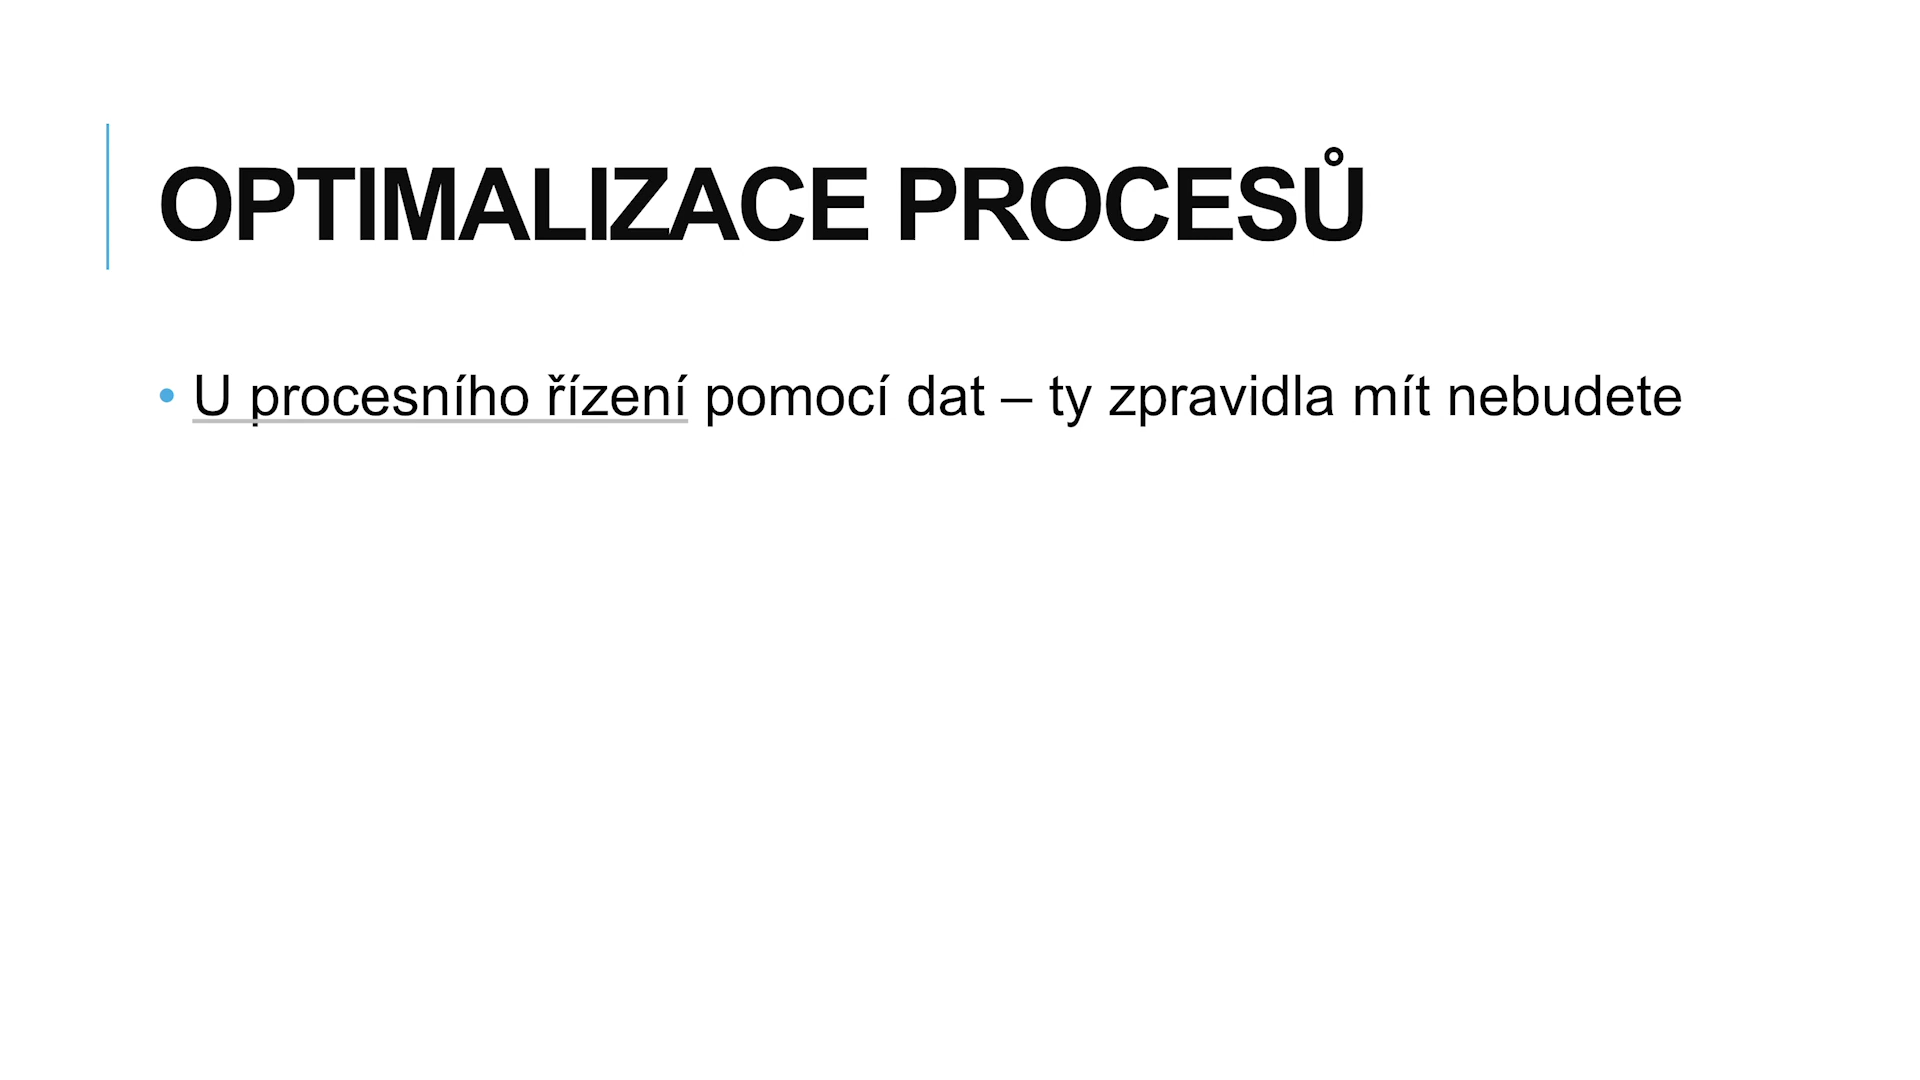 OPTIMALIZACE PROCESŮ
• U procesního řízení pomocí dat – ty zpravidla mít nebudete